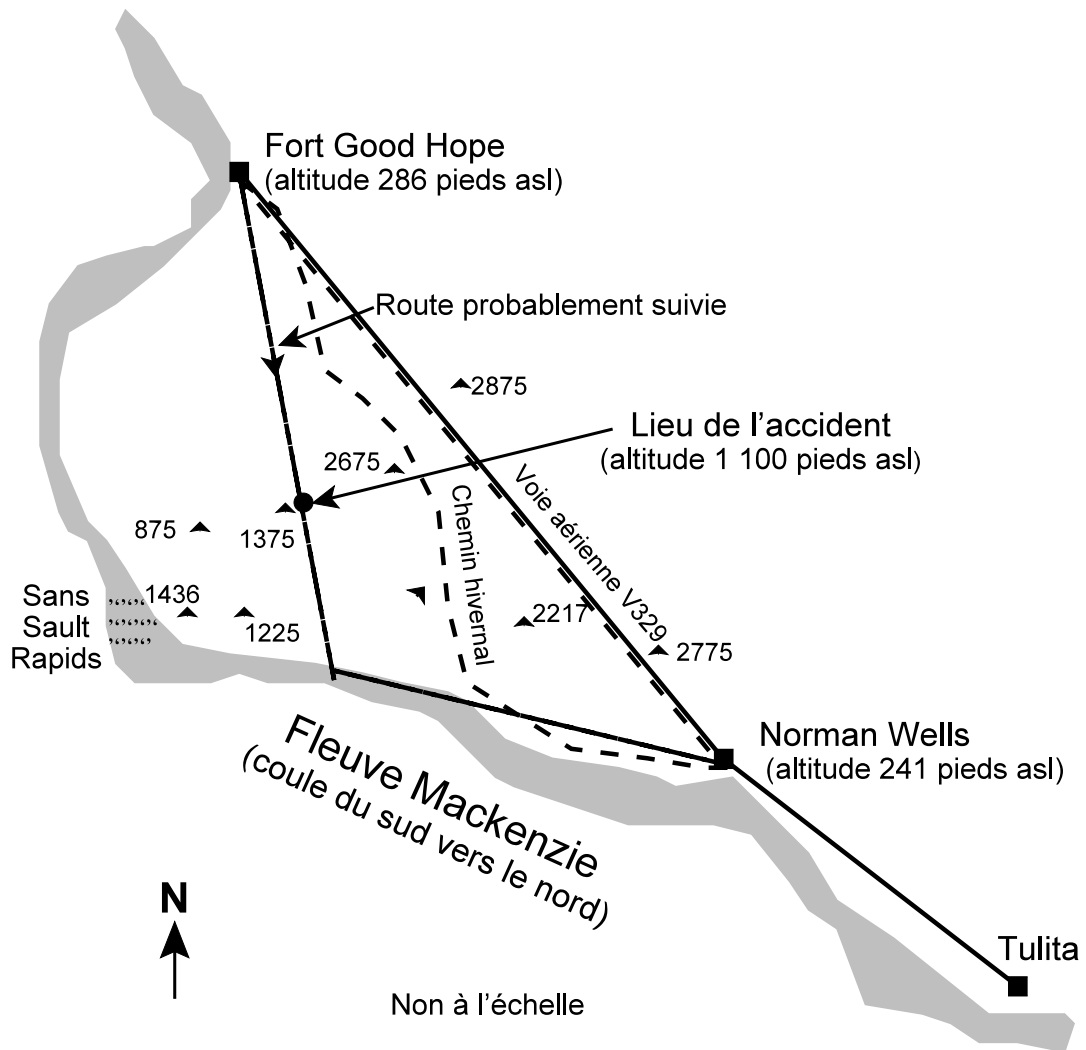 Fort Good Hope
(altitude 286 pieds asl)
Route probablement suivie
2875
Lieu de l’accident
(altitude 1 100 pieds asl)
2675
Voie aérienne V329
Chemin hivernal
875
1375
Sans
Sault
Rapids
1436
1225
2217
2775
Norman Wells
(altitude 241 pieds asl)
Fleuve Mackenzie
(coule du sud vers le nord)
N
Tulita
Non à l’échelle